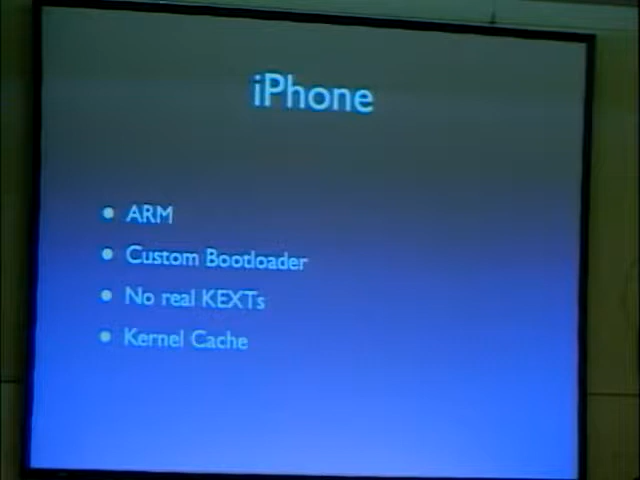 iPhone
• ARM
• Custom Bootloader
• No real KEXTs
• Kernel Cache